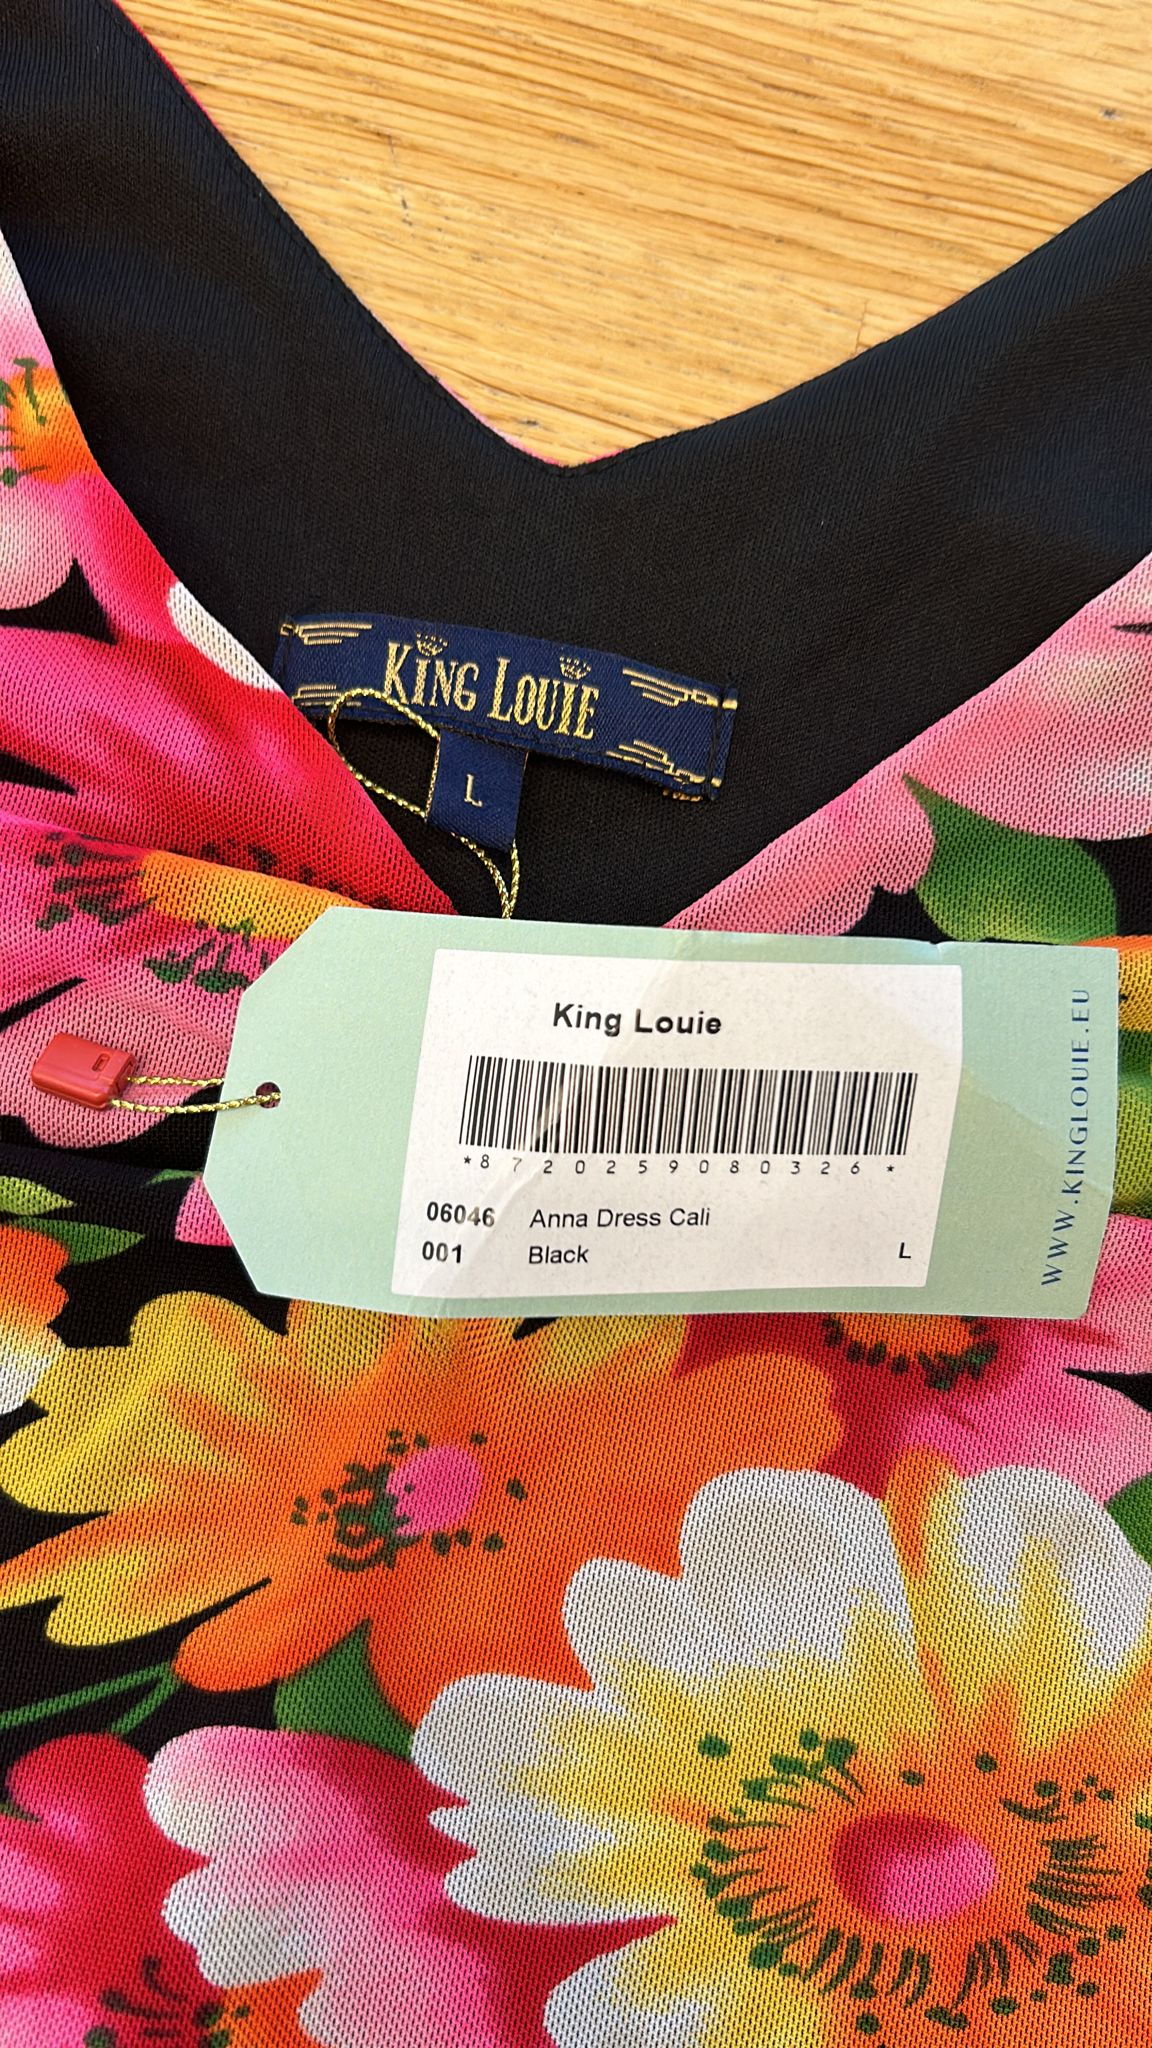 KING LOUIE
L
King Louie
*8720259080326*
06046 Anna Dress Cali
001 Black L
WWW.KINGLOUIE.EU